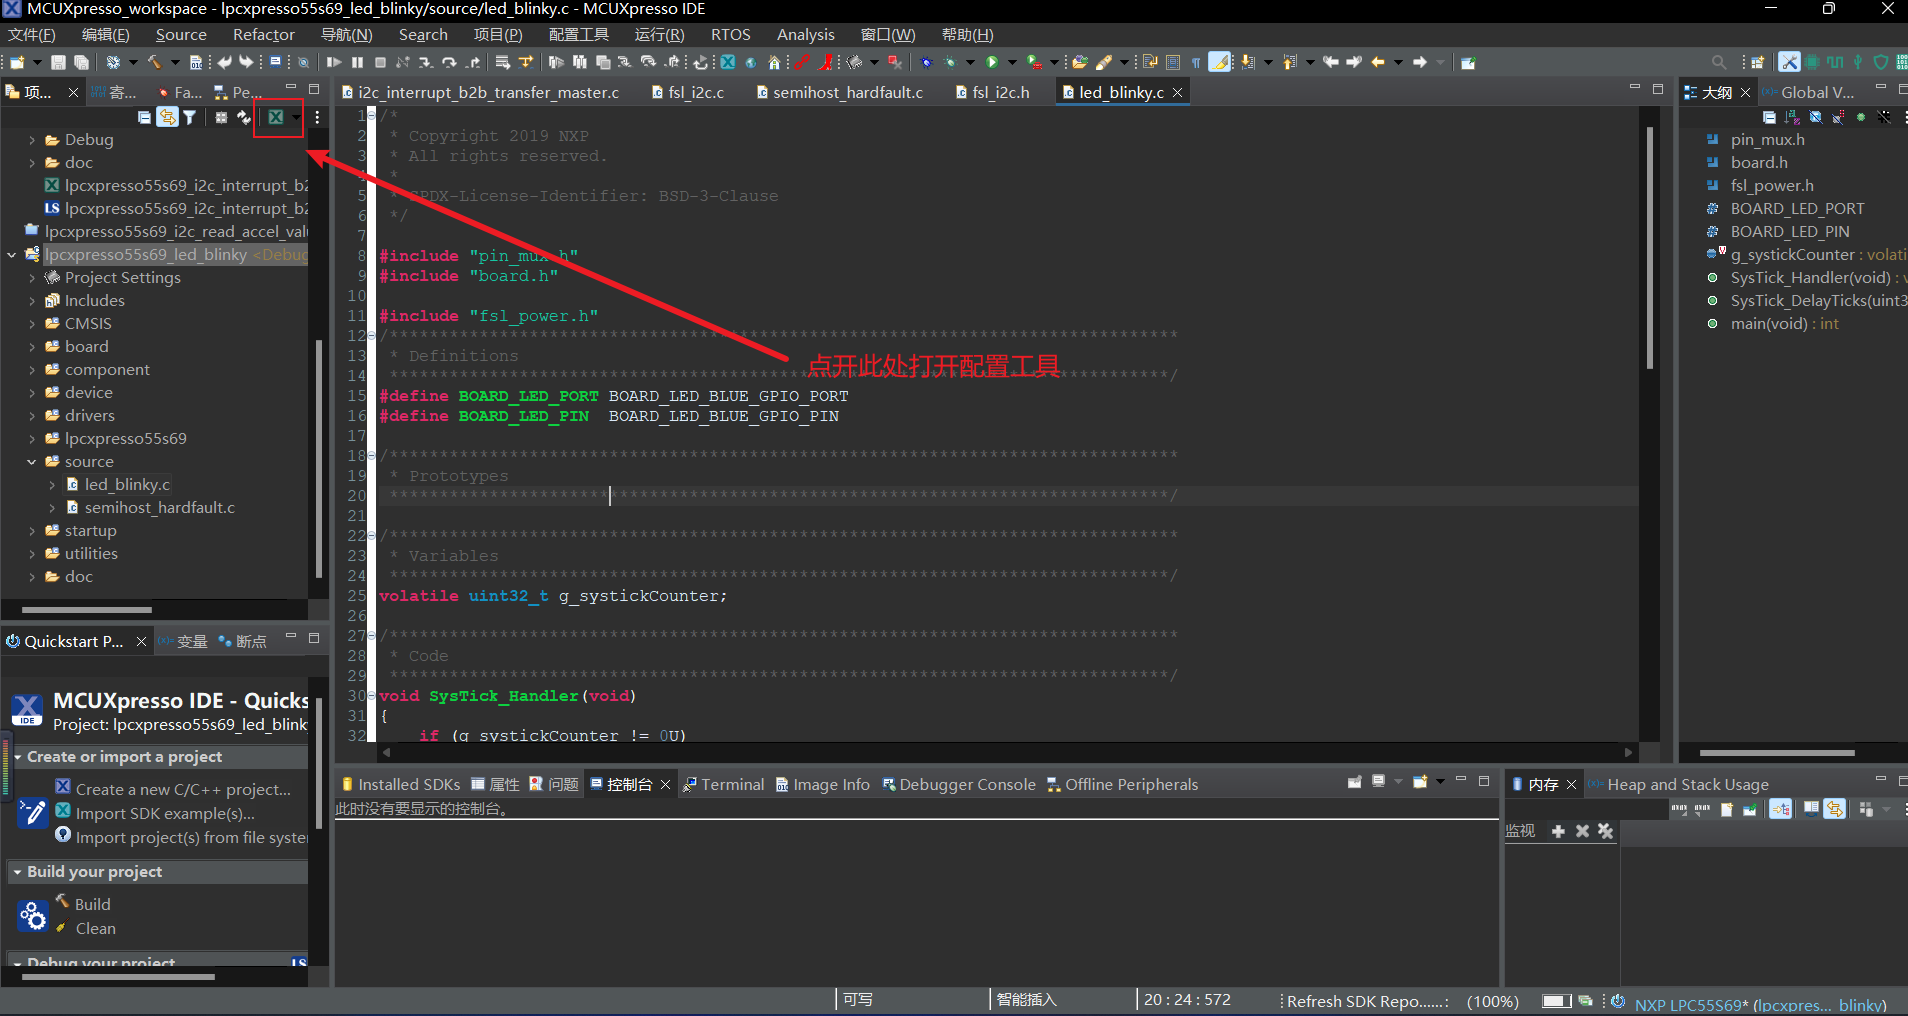 MCUXpresso_workspace - lpcxpresso55s69_led_blinky/source/led_blinky.c - MCUXpresso IDE
文件(F) 编辑(E) Source Refactor 导航(N) Search 项目(P) 配置工具 运行(R) RTOS Analysis 窗口(W) 帮助(H)
项... 寄... Fa... Pe...
Debug
doc
lpcxpresso55s69_i2c_interrupt_b2
lpcxpresso55s69_i2c_interrupt_b2
lpcxpresso55s69_i2c_read_accel_val
lpcxpresso55s69_led_blinky <Debug
Project Settings
Includes
CMSIS
board
component
device
drivers
lpcxpresso55s69
source
led_blinky.c
semihost_hardfault.c
startup
utilities
doc
i2c_interrupt_b2b_transfer_master.c fsl_i2c.c semihost_hardfault.c fsl_i2c.h led_blinky.c
1 /*
2 * Copyright 2019 NXP
3 * All rights reserved.
4 *
5 * SPDX-License-Identifier: BSD-3-Clause
6 */
7
8 #include "pin_mux.h"
9 #include "board.h"
10
11 #include "fsl_power.h"
12 /*******************************************************************************
13 * Definitions
14 ******************************************************************************/
点开此处打开配置工具
15 #define BOARD_LED_PORT BOARD_LED_BLUE_GPIO_PORT
16 #define BOARD_LED_PIN BOARD_LED_BLUE_GPIO_PIN
17
18 /*******************************************************************************
19 * Prototypes
20 ******************************************************************************/
21
22 /*******************************************************************************
23 * Variables
24 ******************************************************************************/
25 volatile uint32_t g_systickCounter;
26
27 /*******************************************************************************
28 * Code
29 ******************************************************************************/
30 void SysTick_Handler(void)
31 {
32 if (g_systickCounter != 0U)
大纲 Global V...
pin_mux.h
board.h
fsl_power.h
BOARD_LED_PORT
BOARD_LED_PIN
g_systickCounter : volati
SysTick_Handler(void) : v
SysTick_DelayTicks(uint3
main(void) : int
Quickstart P... 变量 断点
MCUXpresso IDE - Quicks
IDE
Project: lpcxpresso55s69_led_blink
Create or import a project
Create a new C/C++ project...
Import SDK example(s)...
Import project(s) from file syste
Build your project
Build
Clean
Debug your project
Installed SDKs 属性 问题 控制台 Terminal Image Info Debugger Console Offline Peripherals
此时没有要显示的控制台。
内存 Heap and Stack Usage
监视
可写 智能插入 20 : 24 : 572 Refresh SDK Repo......: (100%) NXP LPC55S69* (lpcxpres... blinky)